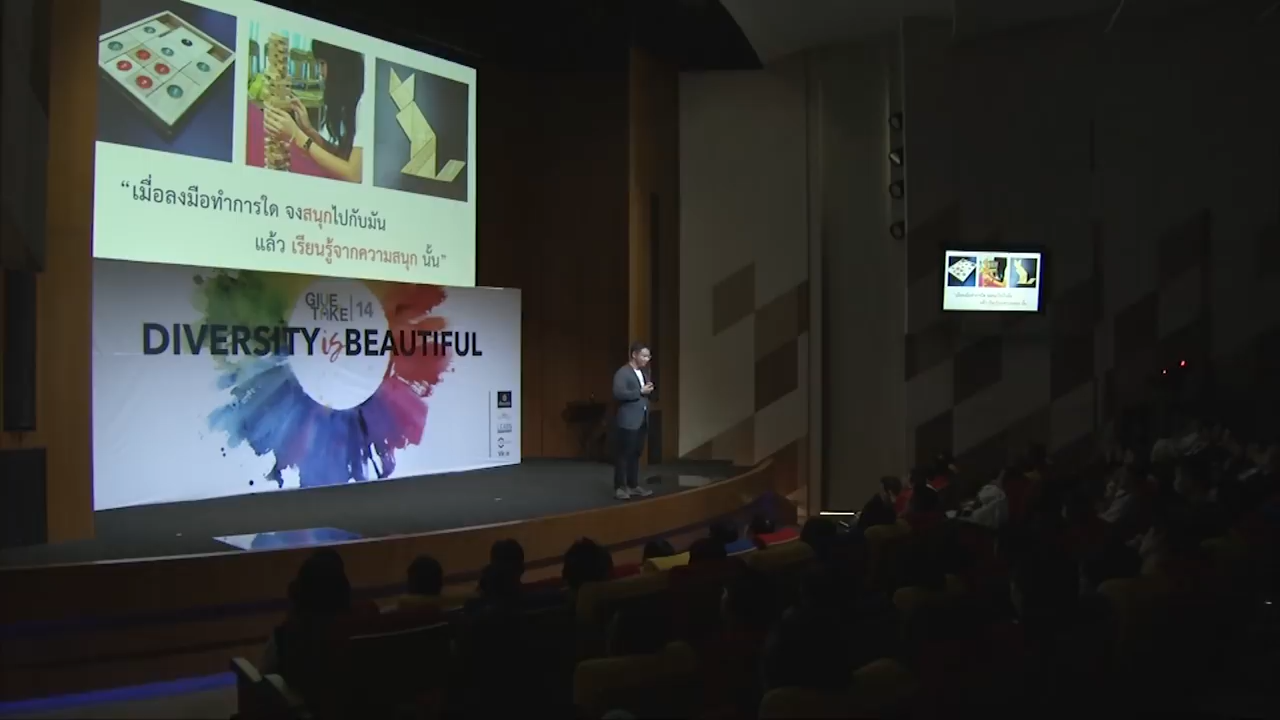 “เมื่อลงมือทำการใด จงสนุกไปกับมัน
แล้ว เรียนรู้จากความสนุก นั้น”
GIVE
TAKE | 14
DIVERSITY is BEAUTIFUL